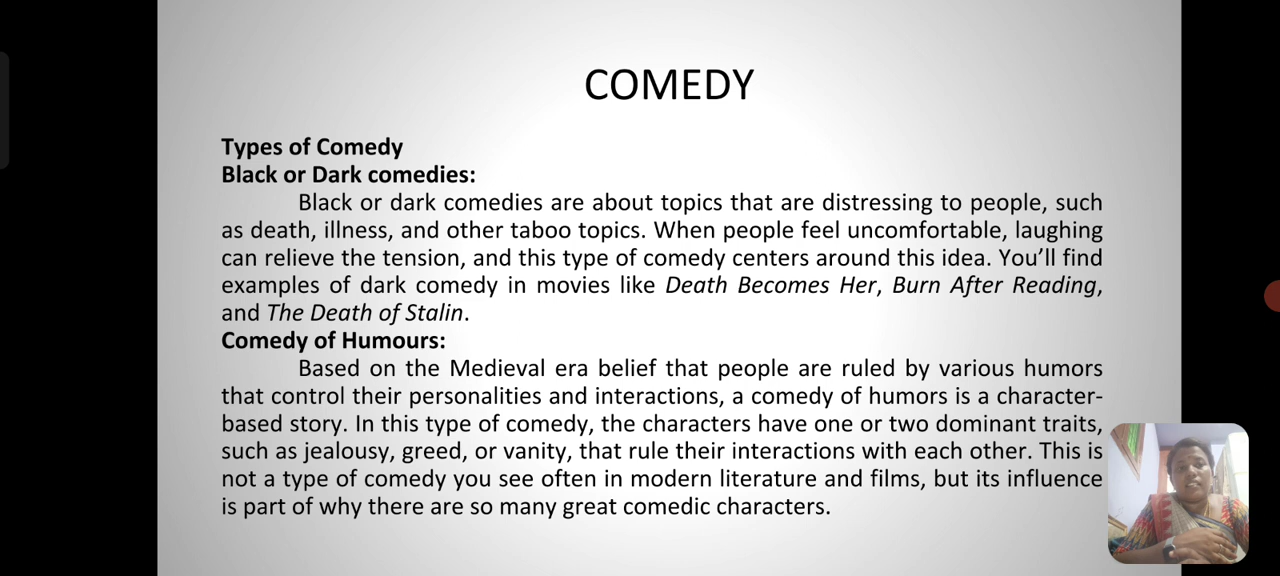 COMEDY
Types of Comedy
Black or Dark comedies:
Black or dark comedies are about topics that are distressing to people, such
as death, illness, and other taboo topics. When people feel uncomfortable, laughing
can relieve the tension, and this type of comedy centers around this idea. You’ll find
examples of dark comedy in movies like Death Becomes Her, Burn After Reading,
and The Death of Stalin.
Comedy of Humours:
Based on the Medieval era belief that people are ruled by various humors
that control their personalities and interactions, a comedy of humors is a character-
based story. In this type of comedy, the characters have one or two dominant traits,
such as jealousy, greed, or vanity, that rule their interactions with each other. This is
not a type of comedy you see often in modern literature and films, but its influence
is part of why there are so many great comedic characters.